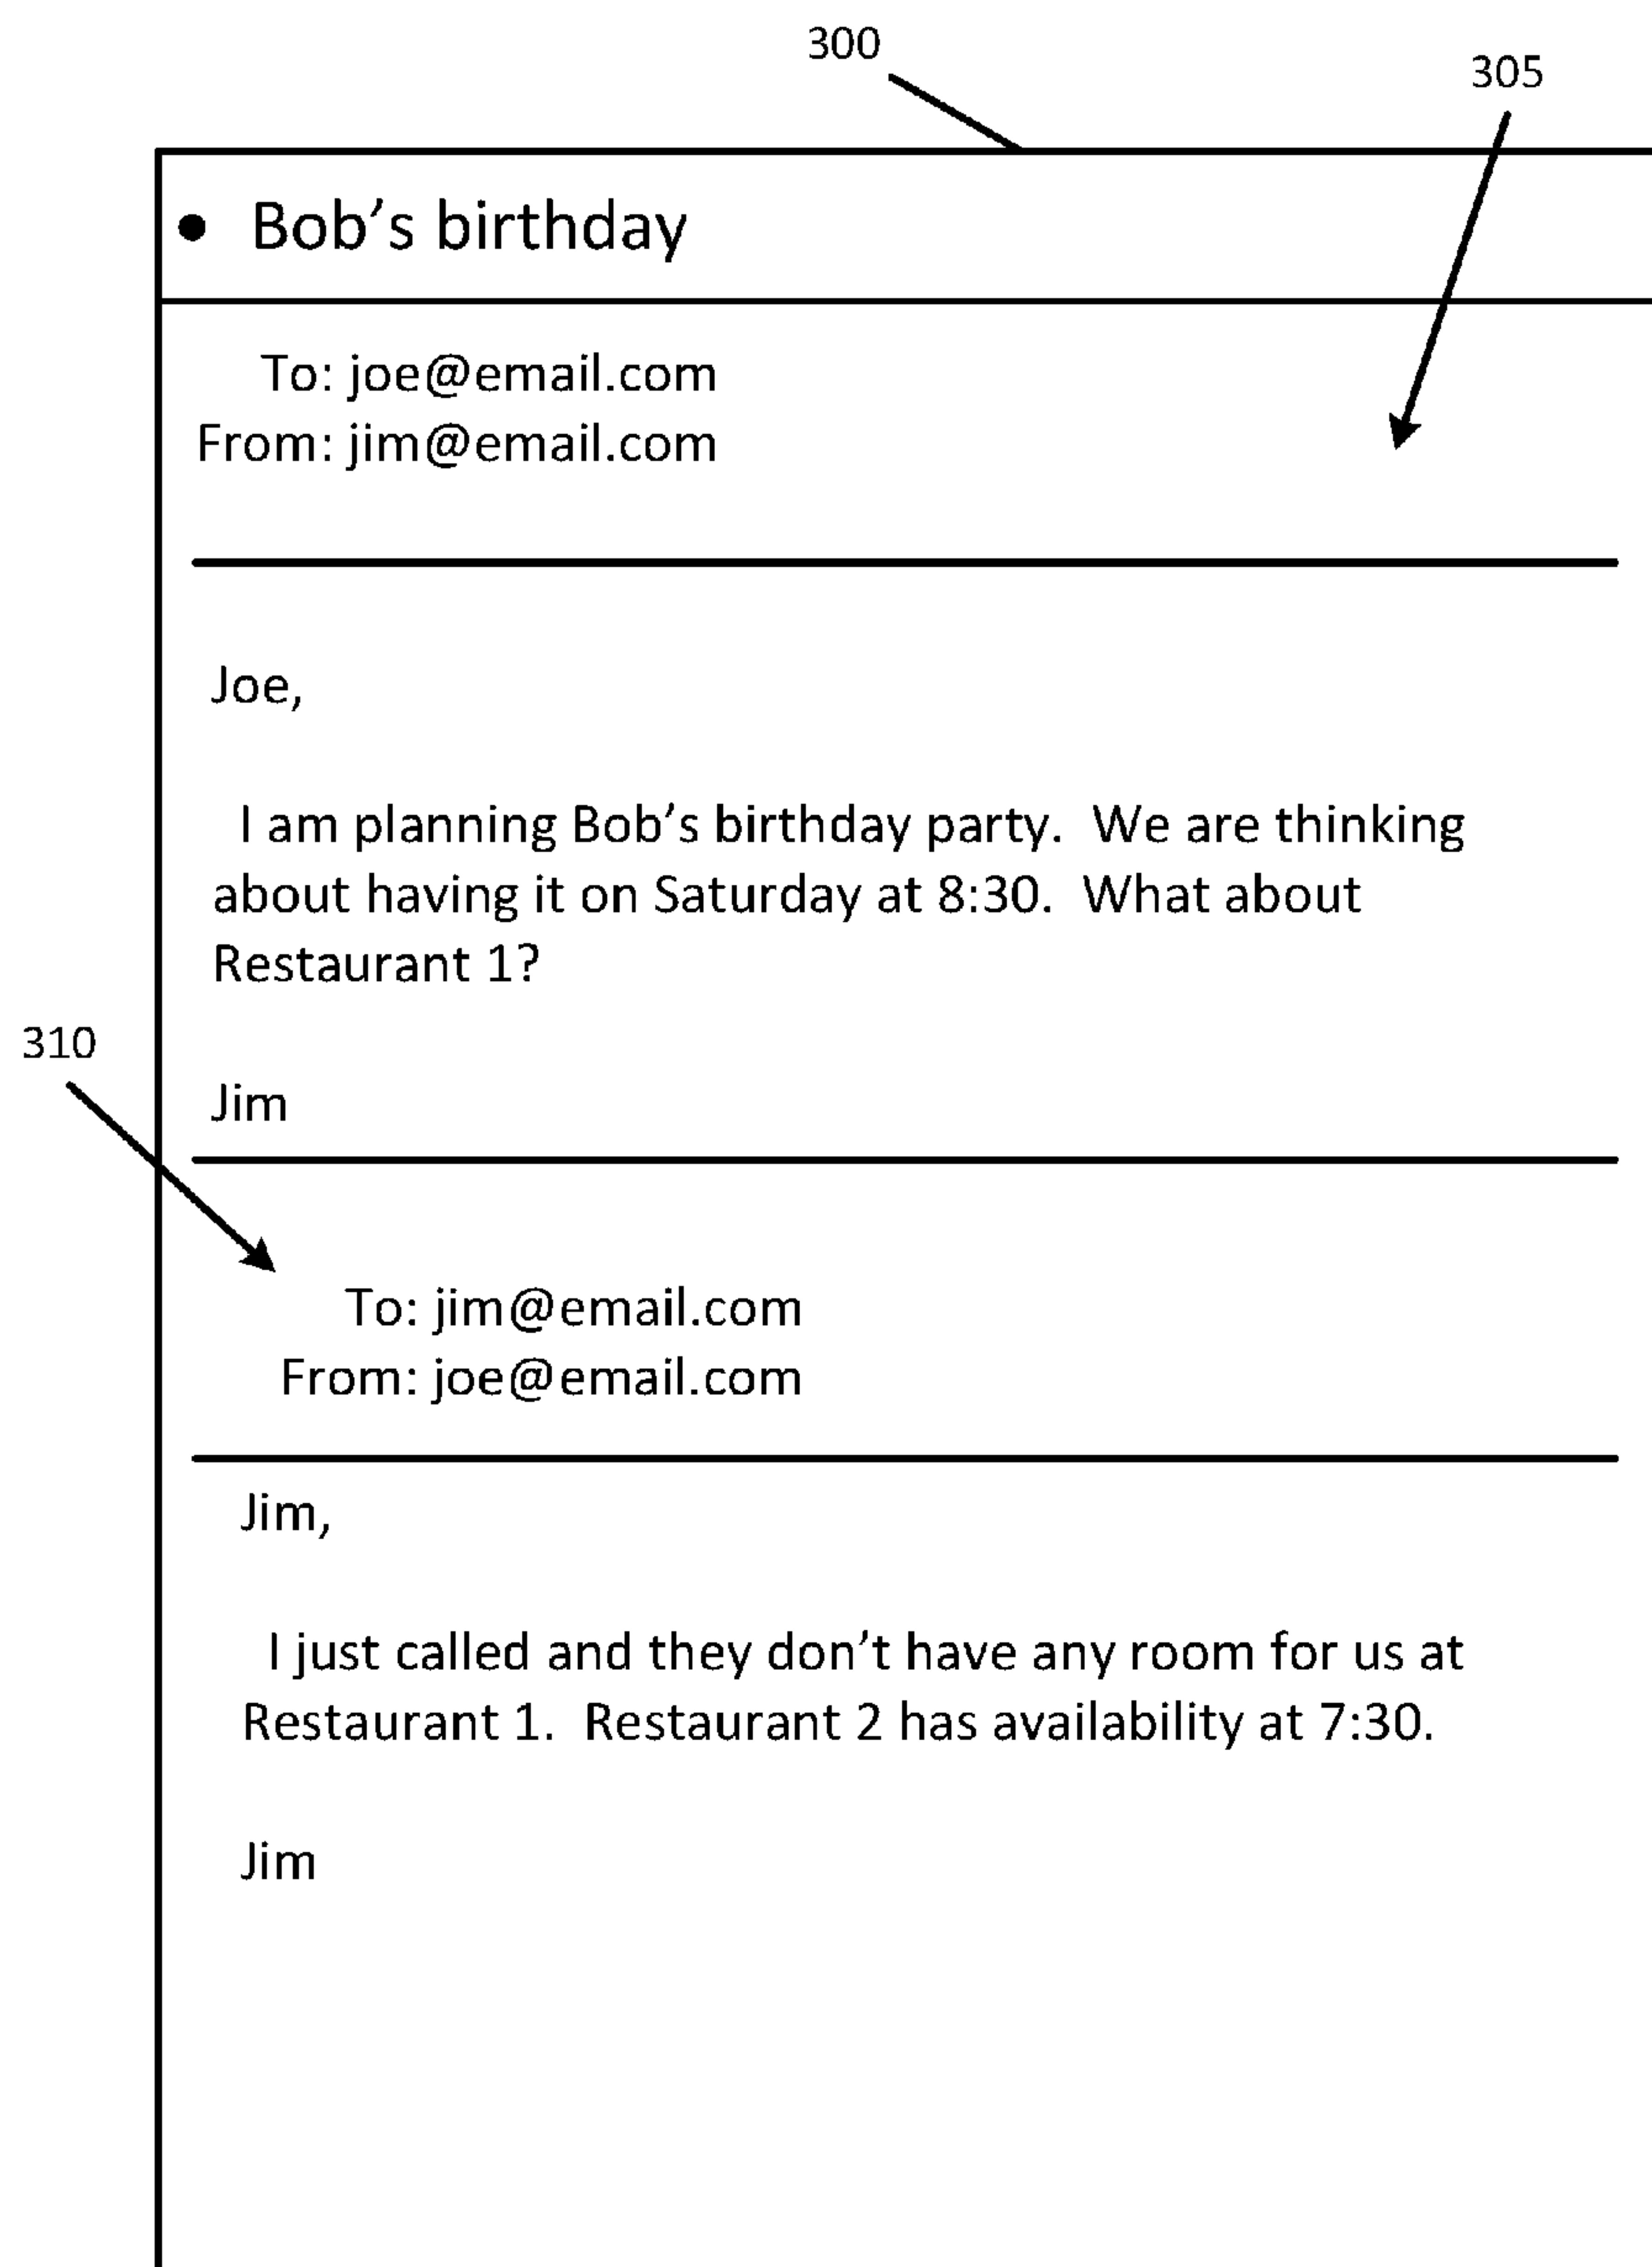 300
305
• Bob's birthday
To: joe@email.com
From: jim@email.com
Joe,
I am planning Bob's birthday party. We are thinking
about having it on Saturday at 8:30. What about
Restaurant 1?
310
Jim
To: jim@email.com
From: joe@email.com
Jim,
I just called and they don't have any room for us at
Restaurant 1. Restaurant 2 has availability at 7:30.
Jim